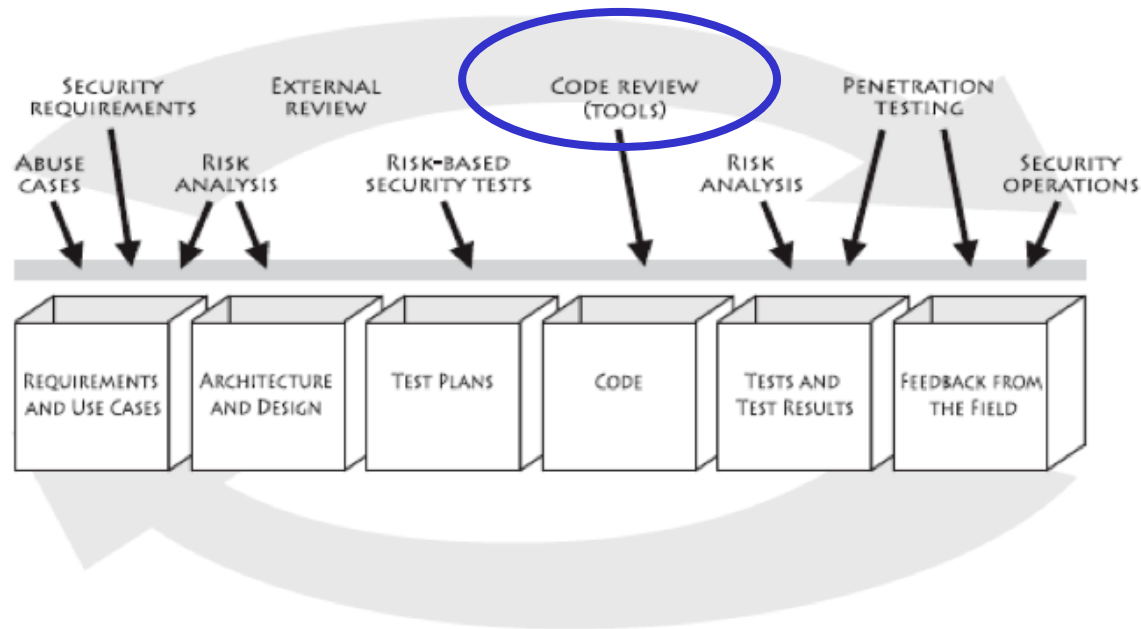 SECURITY
REQUIREMENTS
EXTERNAL
REVIEW
CODE REVIEW
(TOOLS)
PENETRATION
TESTING
ABUSE
CASES
RISK
ANALYSIS
RISK-BASED
SECURITY TESTS
RISK
ANALYSIS
SECURITY
OPERATIONS
REQUIREMENTS
AND USE CASES
ARCHITECTURE
AND DESIGN
TEST PLANS
CODE
TESTS AND
TEST RESULTS
FEEDBACK FROM
THE FIELD